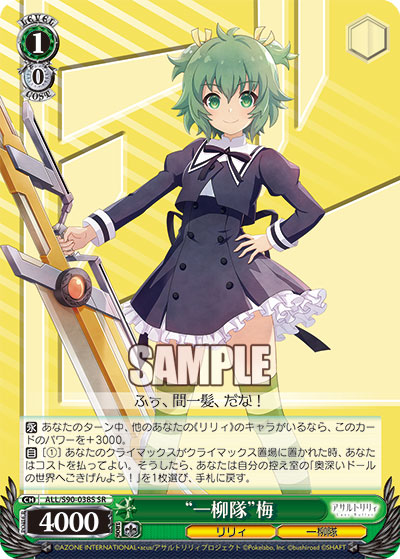 LEVEL
1
0
COST
SAMPLE
ふぅ、間一髪、だな！
永 あなたのターン中、他のあなたの《リリィ》のキャラがいるなら、このカ
ードのパワーを＋3000。
自 [①] あなたのクライマックスがクライマックス置場に置かれた時、あなた
はコストを払ってよい。そうしたら、あなたは自分の控え室の「奥深いドール
の世界へごきげんよう！」を1枚選び、手札に戻す。
CH ALL/S90-038S SR
4000
“一柳隊”梅
アサルトリリィ
リリィ 一柳隊
©AZONE INTERNATIONAL・acus/アサルトリリィプロジェクト ©Pokelabo, Inc. ©bushiroad ©SHAFT